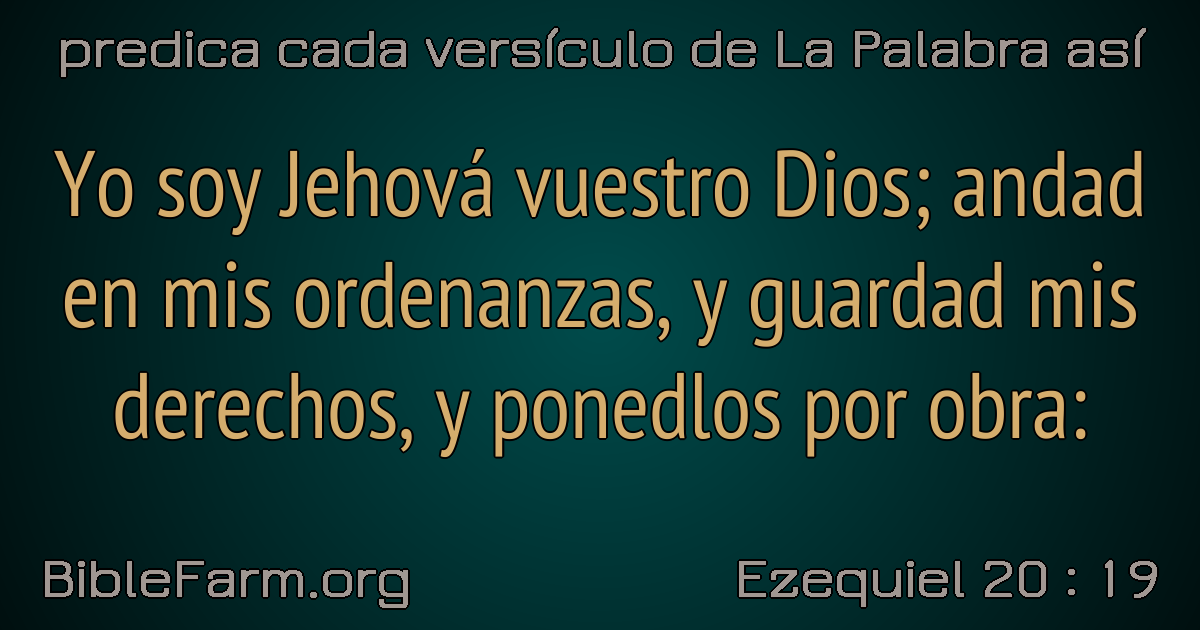 predica cada versículo de La Palabra así
Yo soy Jehová vuestro Dios; andad
en mis ordenanzas, y guardad mis
derechos, y ponedlos por obra:
BibleFarm.org
Ezequiel 20 : 19